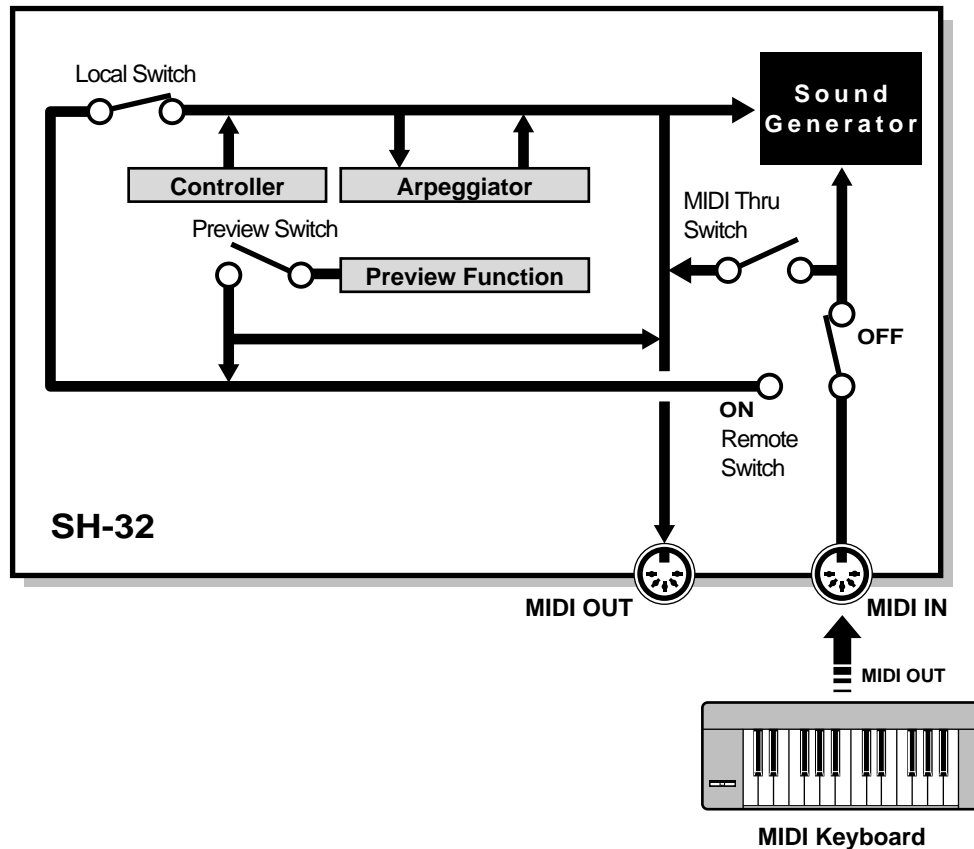 Local Switch
Sound
Generator
Controller
Arpeggiator
MIDI Thru
Switch
Preview Switch
Preview Function
OFF
ON
Remote
Switch
SH-32
MIDI OUT
MIDI IN
MIDI OUT
MIDI Keyboard